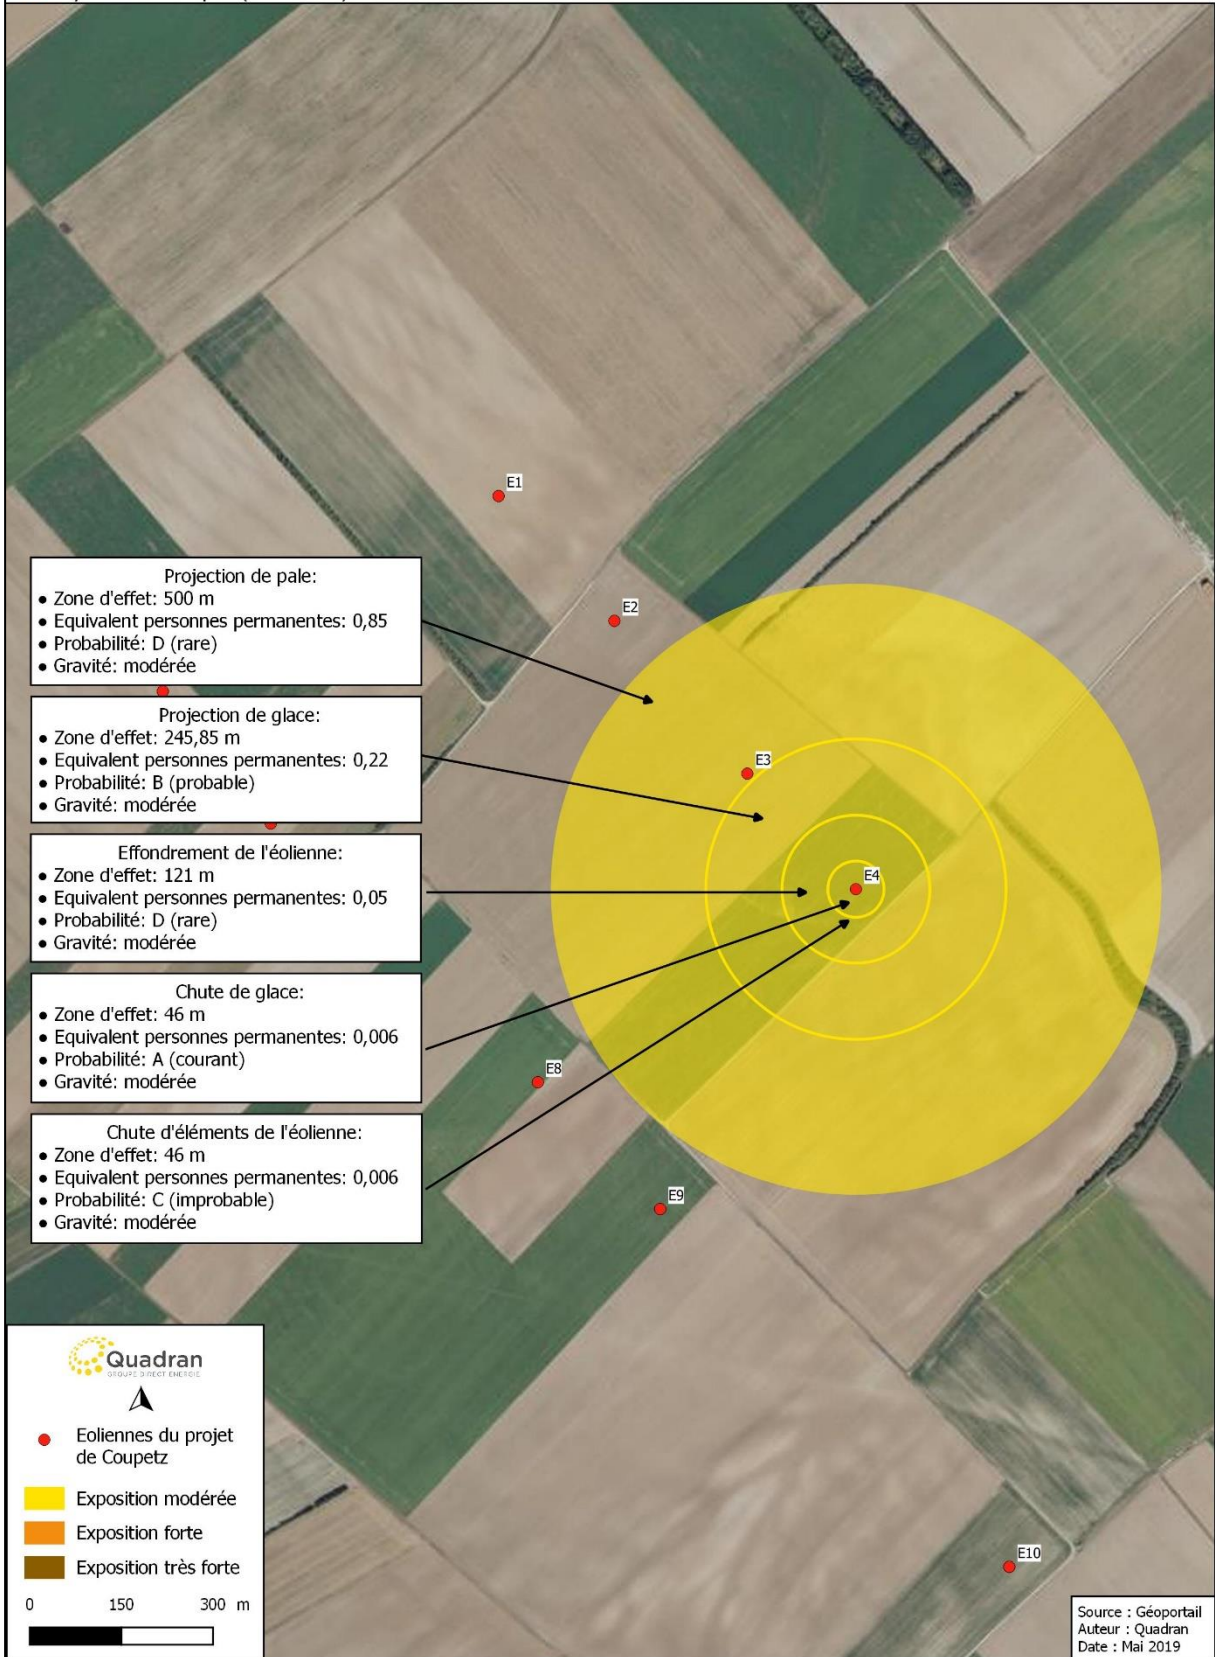 E1
E2
E3
E4
E8
E9
E10
Projection de pale:
• Zone d'effet: 500 m
• Equivalent personnes permanentes: 0,85
• Probabilité: D (rare)
• Gravité: modérée
Projection de glace:
• Zone d'effet: 245,85 m
• Equivalent personnes permanentes: 0,22
• Probabilité: B (probable)
• Gravité: modérée
Effondrement de l'éolienne:
• Zone d'effet: 121 m
• Equivalent personnes permanentes: 0,05
• Probabilité: D (rare)
• Gravité: modérée
Chute de glace:
• Zone d'effet: 46 m
• Equivalent personnes permanentes: 0,006
• Probabilité: A (courant)
• Gravité: modérée
Chute d'éléments de l'éolienne:
• Zone d'effet: 46 m
• Equivalent personnes permanentes: 0,006
• Probabilité: C (improbable)
• Gravité: modérée
Quadran
GROUPE DIRECT ENERGIE
Eoliennes du projet
de Coupetz
Exposition modérée
Exposition forte
Exposition très forte
0 150 300 m
Source : Géoportail
Auteur : Quadran
Date : Mai 2019